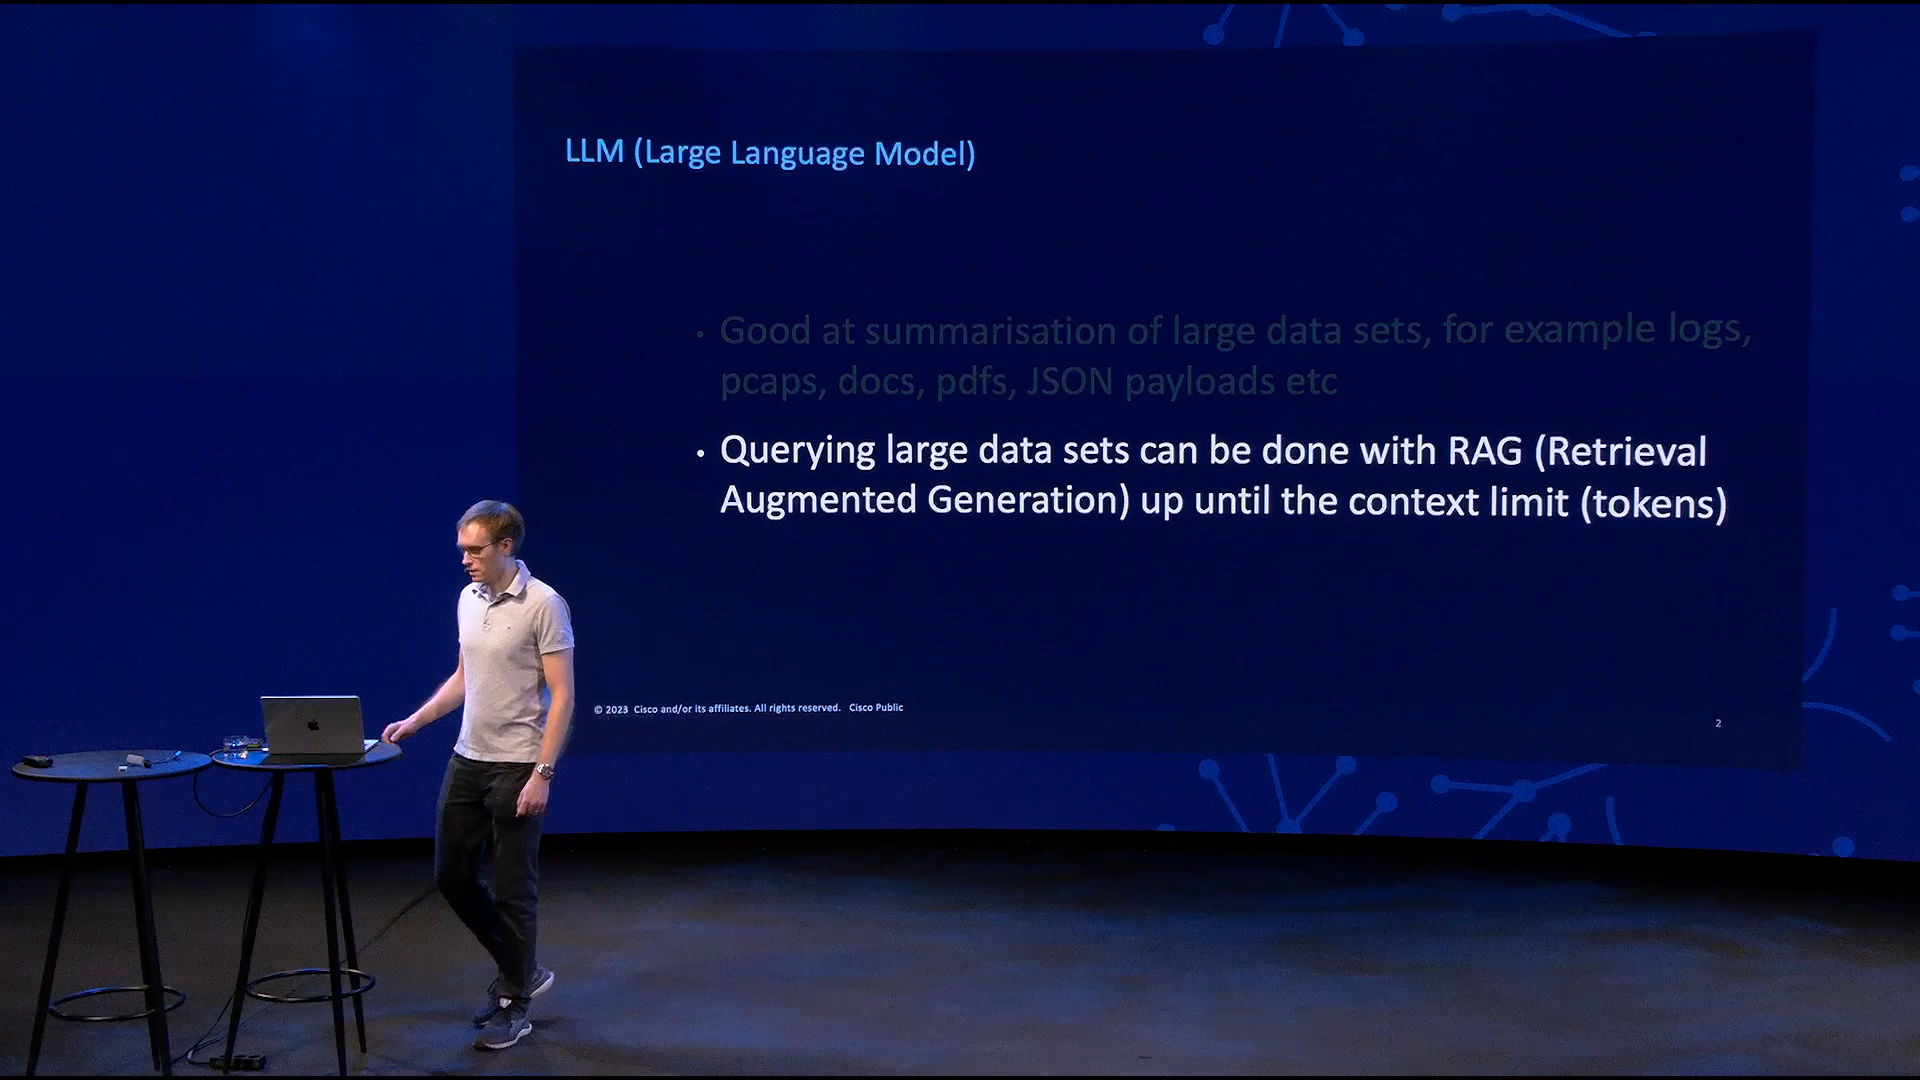 LLM (Large Language Model)
• Good at summarisation of large data sets, for example logs,
pcaps, docs, pdfs, JSON payloads etc
• Querying large data sets can be done with RAG (Retrieval
Augmented Generation) up until the context limit (tokens)
© 2023 Cisco and/or its affiliates. All rights reserved. Cisco Public
2